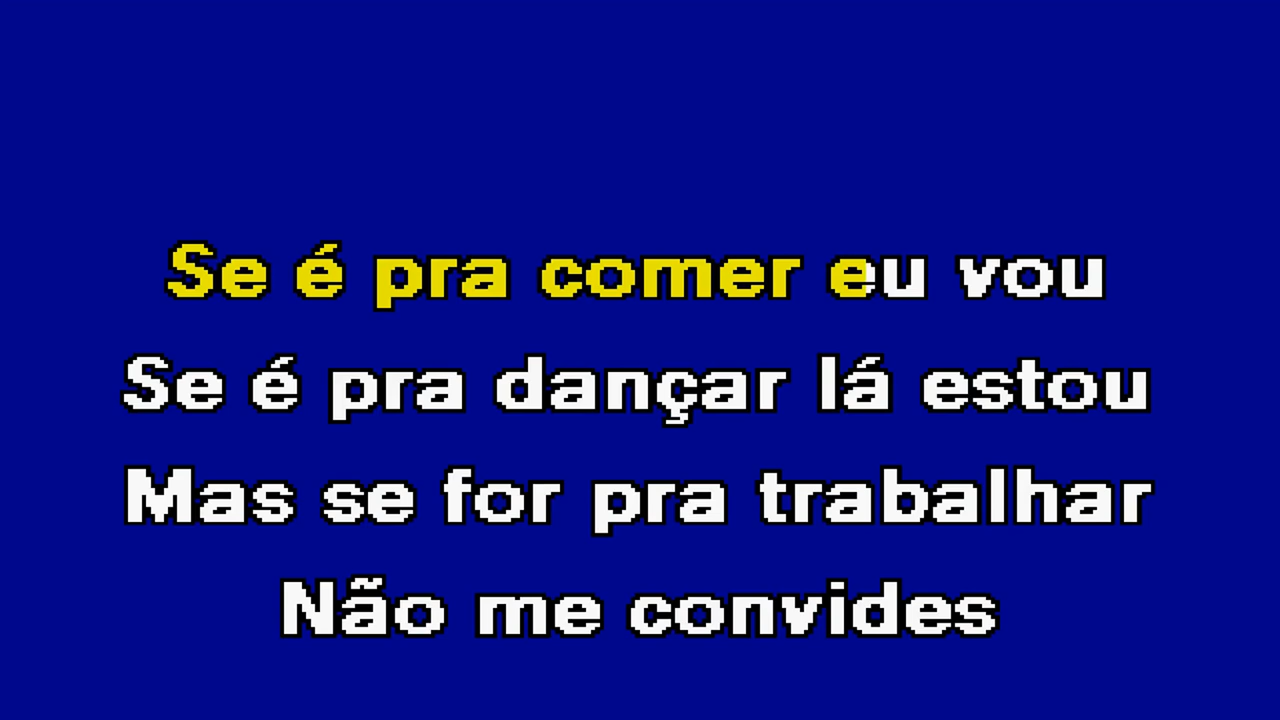 Se é pra comer eu vou
Se é pra dançar lá estou
Mas se for pra trabalhar
Não me convides